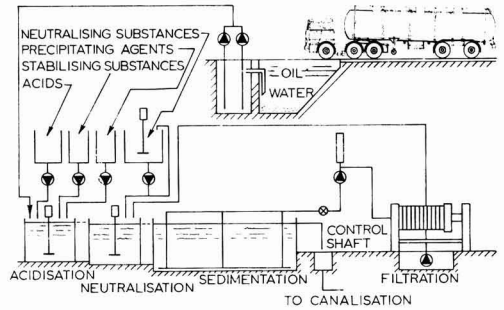 NEUTRALISING SUBSTANCES
PRECIPITATING AGENTS
STABILISING SUBSTANCES
ACIDS
OIL
WATER
CONTROL
SHAFT
ACIDISATION
NEUTRALISATION
SEDIMENTATION
FILTRATION
TO CANALISATION